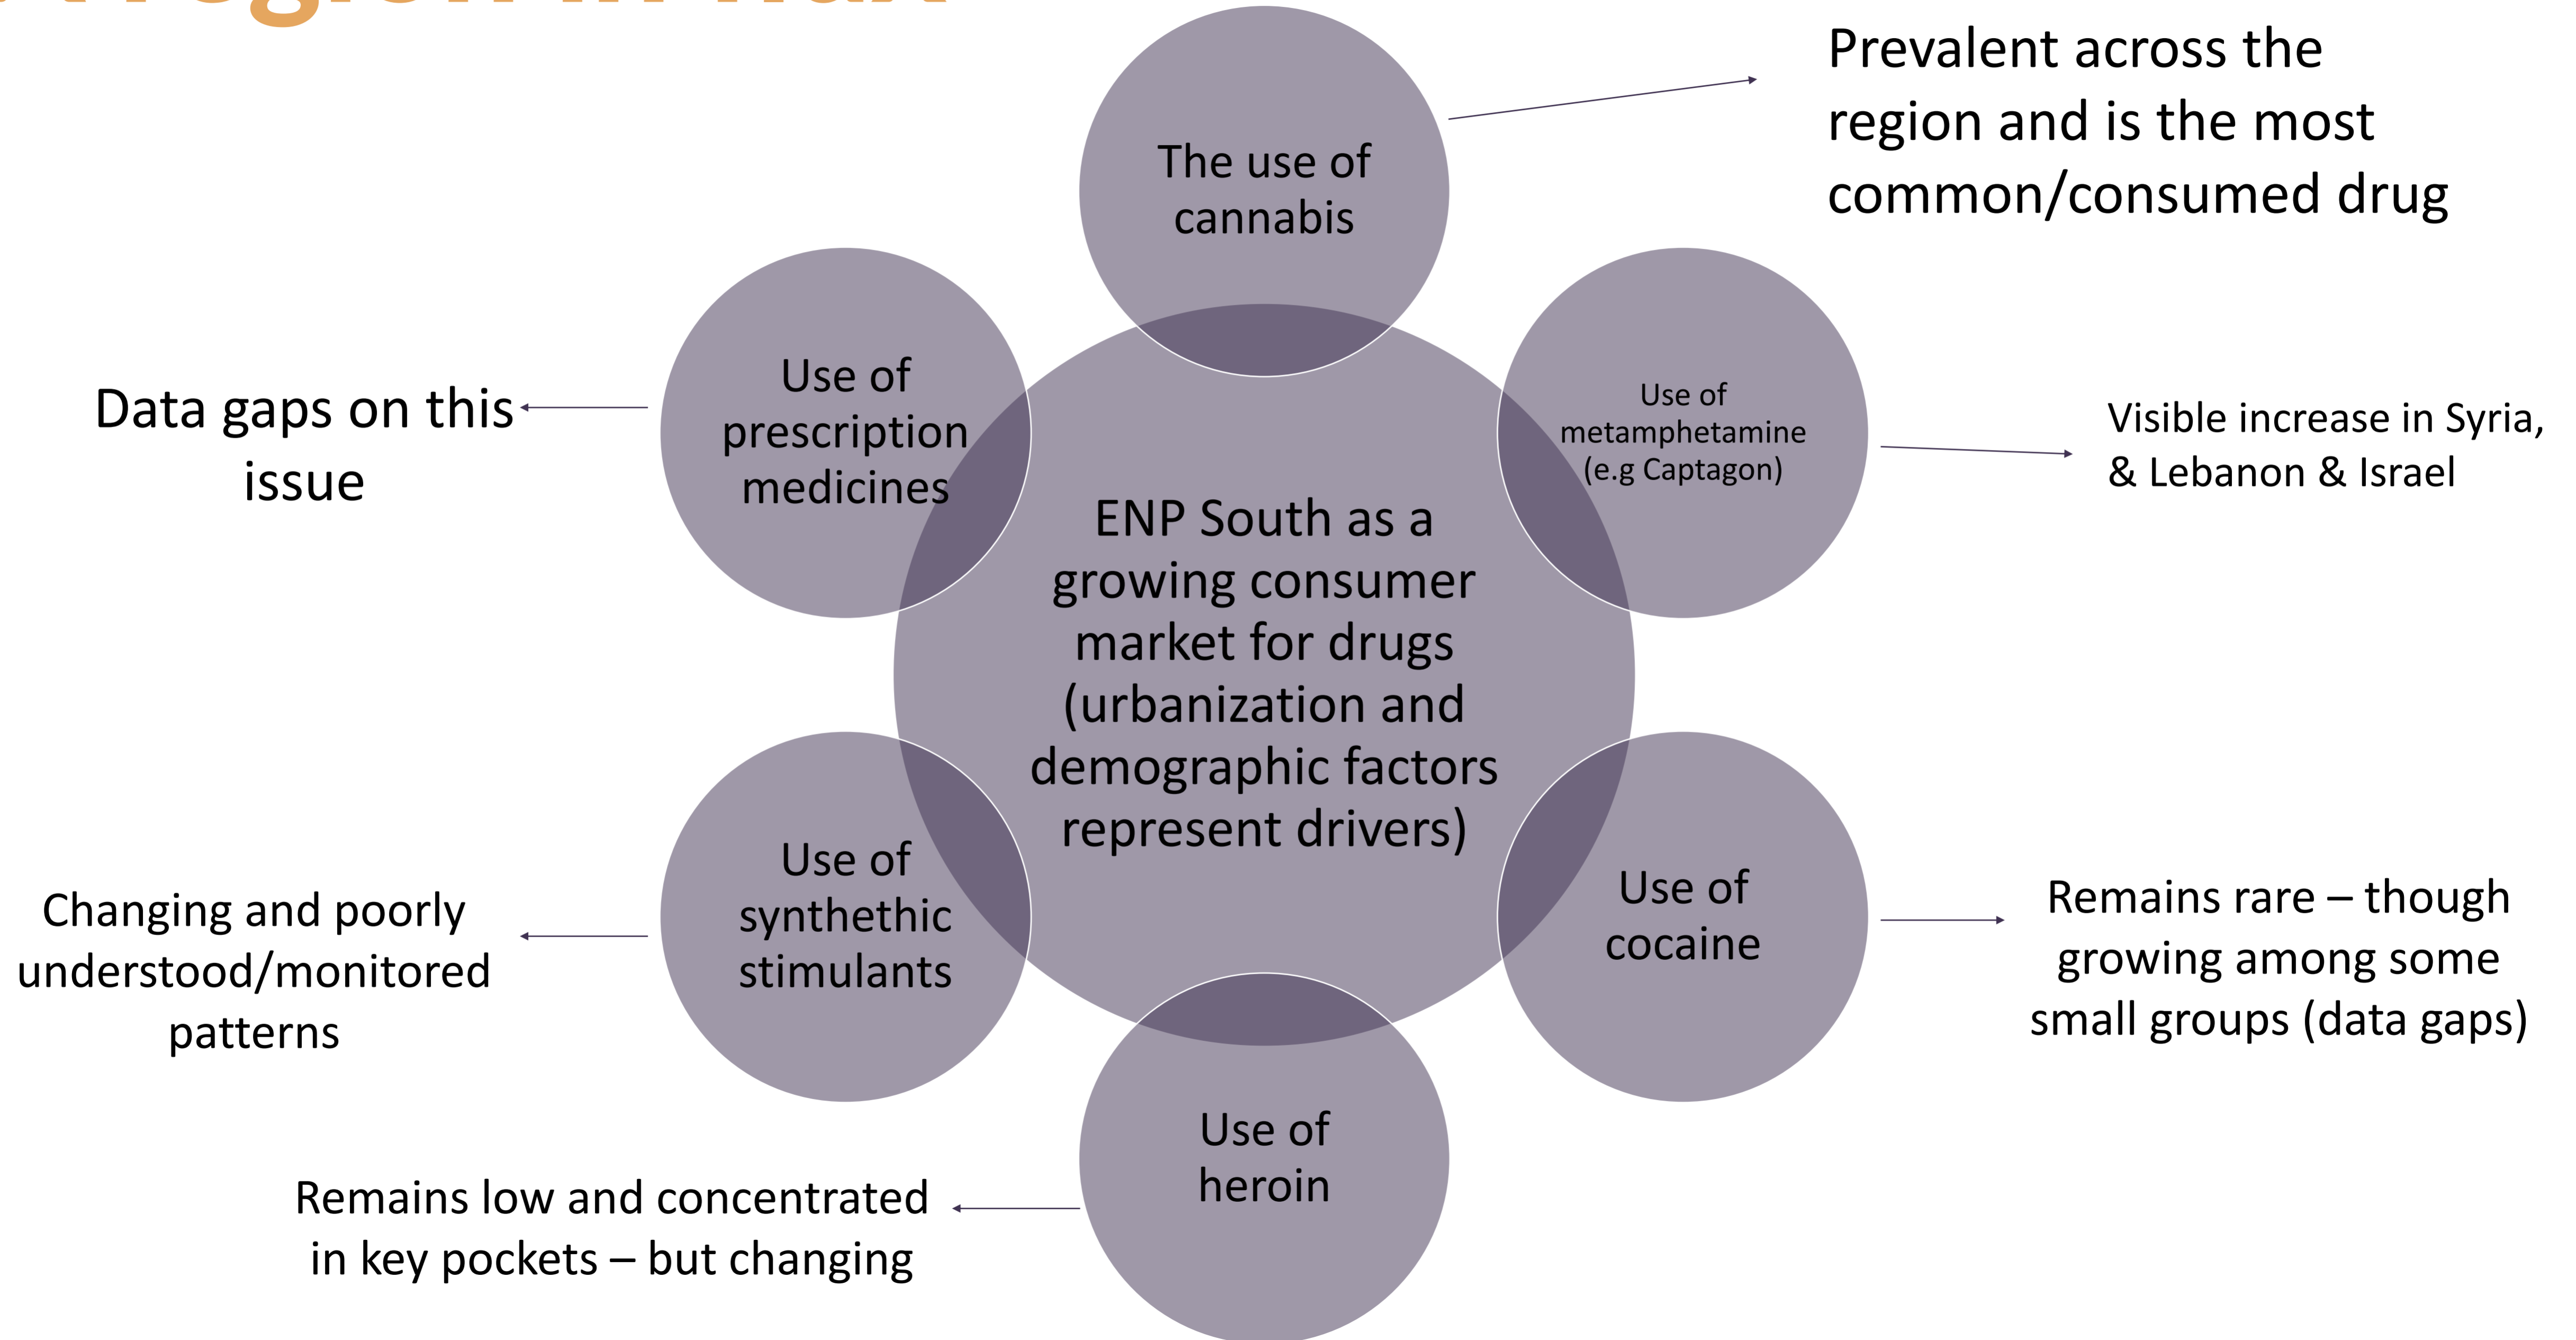 region in flux
Prevalent across the
region and is the most
common/consumed drug
The use of
cannabis
Use of
prescription
medicines
Data gaps on this
issue
Use of
metamphetamine
(e.g Captagon)
Visible increase in Syria,
& Lebanon & Israel
ENP South as a
growing consumer
market for drugs
(urbanization and
demographic factors
represent drivers)
Use of
synthethic
stimulants
Changing and poorly
understood/monitored
patterns
Use of
cocaine
Remains rare – though
growing among some
small groups (data gaps)
Use of
heroin
Remains low and concentrated
in key pockets – but changing